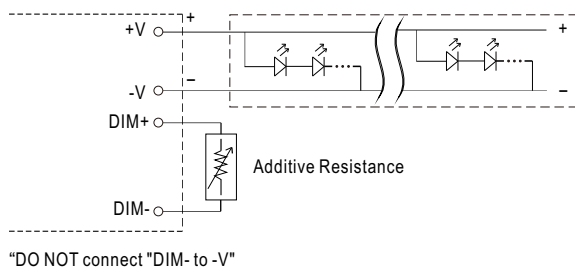 +
+V
+
-V
−
−
DIM+
Additive Resistance
DIM-
“DO NOT connect "DIM- to -V"